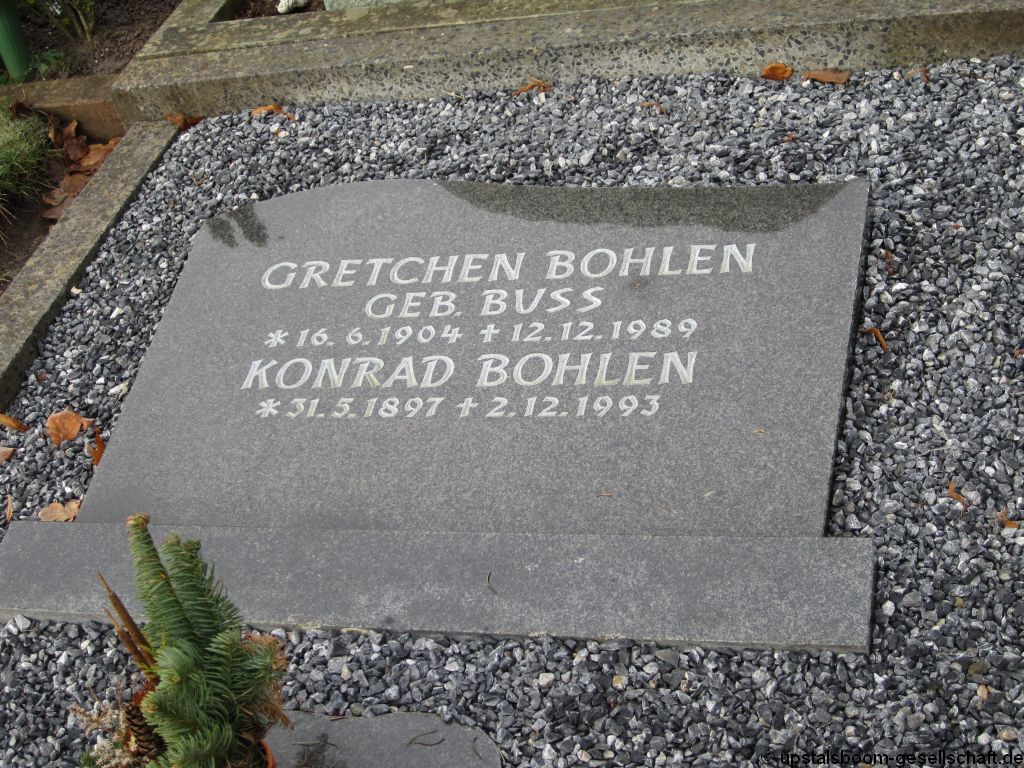 GRETCHEN BOHLEN
GEB. BUSS
* 16. 6. 1904 ✝ 12. 12. 1989
KONRAD BOHLEN
* 31. 5. 1897 ✝ 2. 12. 1993
© upstalsboom-gesellschaft.de